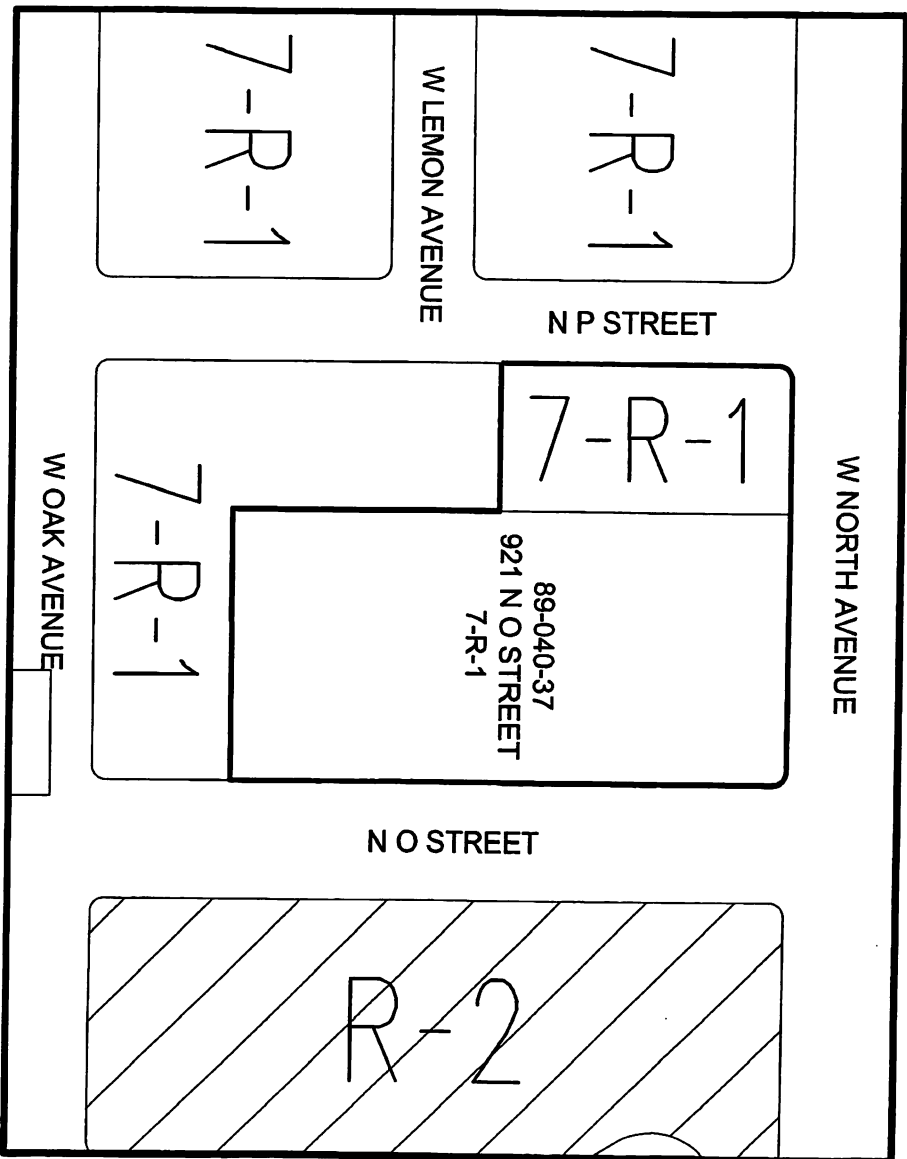 7-R-1
W LEMON AVENUE
7-R-1
N P STREET
7-R-1
W NORTH AVENUE
W OAK AVENUE
7-R-1
89-040-37
921 N O STREET
7-R-1
N O STREET
R-2